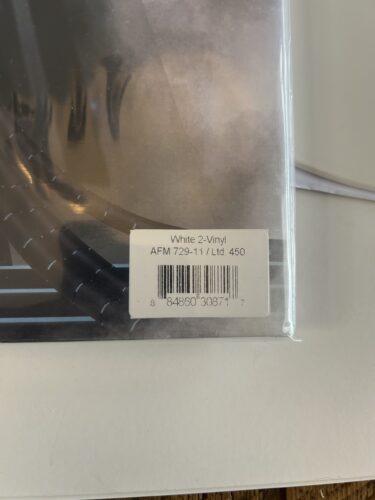 White 2-Vinyl
AFM 729-11 / Ltd. 450
8 84860 30871 7